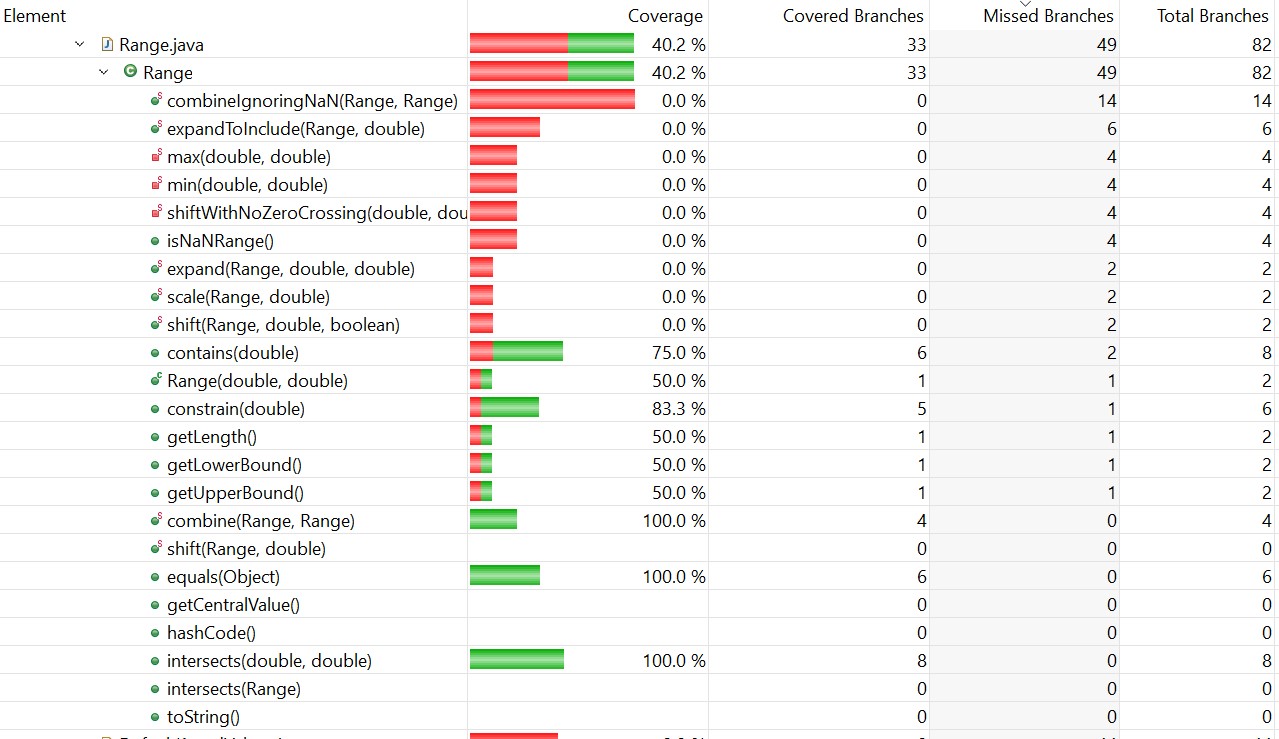 Element Coverage Covered Branches Missed Branches Total Branches
Range.java 40.2 % 33 49 82
Range 40.2 % 33 49 82
combineIgnoringNaN(Range, Range) 0.0 % 0 14 14
expandToInclude(Range, double) 0.0 % 0 6 6
max(double, double) 0.0 % 0 4 4
min(double, double) 0.0 % 0 4 4
shiftWithNoZeroCrossing(double, dou 0.0 % 0 4 4
isNaNRange() 0.0 % 0 4 4
expand(Range, double, double) 0.0 % 0 2 2
scale(Range, double) 0.0 % 0 2 2
shift(Range, double, boolean) 0.0 % 0 2 2
contains(double) 75.0 % 6 2 8
Range(double, double) 50.0 % 1 1 2
constrain(double) 83.3 % 5 1 6
getLength() 50.0 % 1 1 2
getLowerBound() 50.0 % 1 1 2
getUpperBound() 50.0 % 1 1 2
combine(Range, Range) 100.0 % 4 0 4
shift(Range, double) 0 0 0
equals(Object) 100.0 % 6 0 6
getCentralValue() 0 0 0
hashCode() 0 0 0
intersects(double, double) 100.0 % 8 0 8
intersects(Range) 0 0 0
toString() 0 0 0